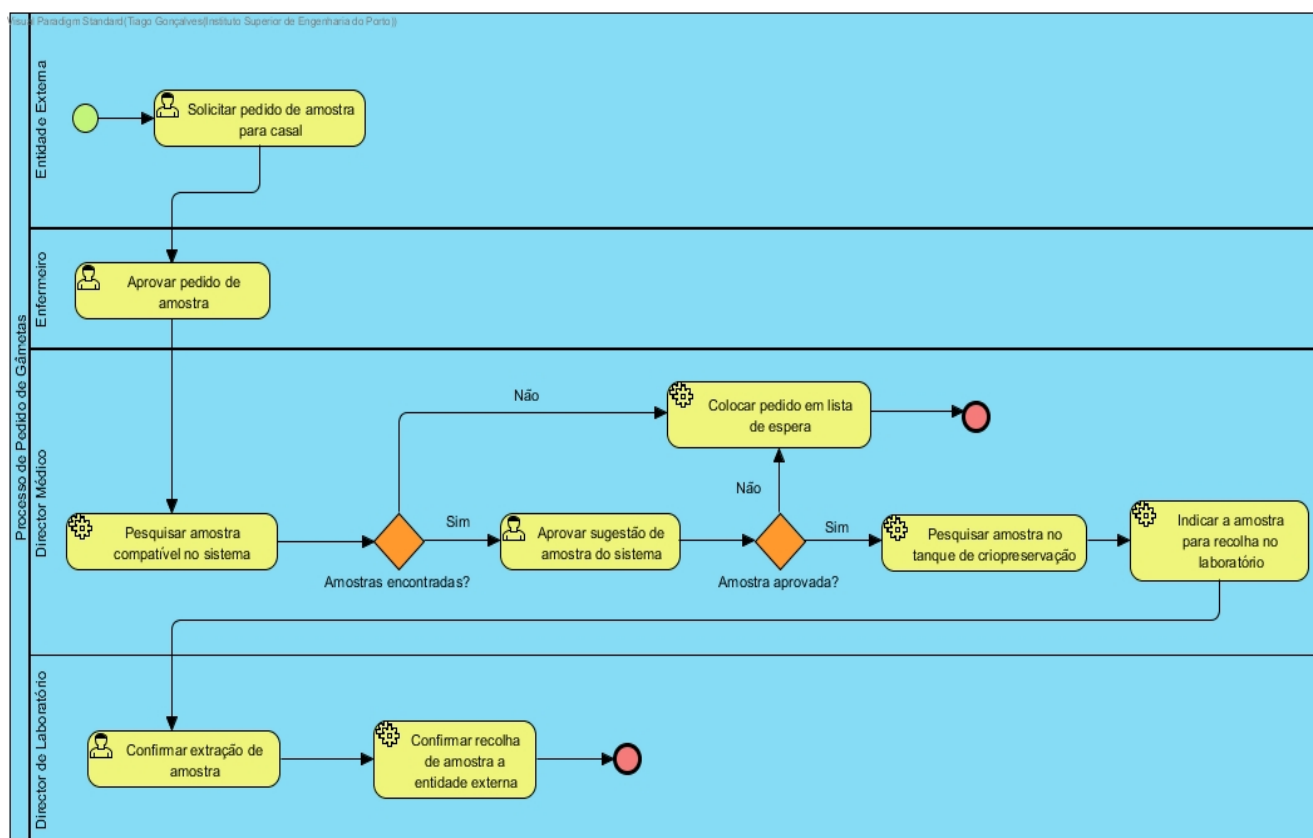 Visual Paradigm Standard(Tiago Gonçalves(Instituto Superior de Engenharia do Porto))
Processo de Pedido de Gâmetas
Entidade Externa
Solicitar pedido de amostra
para casal
Enfermeiro
Aprovar pedido de
amostra
Director Médico
Não
Colocar pedido em lista
de espera
Não
Pesquisar amostra
compatível no sistema
Amostras encontradas?
Sim
Aprovar sugestão de
amostra do sistema
Amostra aprovada?
Sim
Pesquisar amostra no
tanque de criopreservação
Indicar a amostra
para recolha no
laboratório
Director de Laboratório
Confirmar extração de
amostra
Confirmar recolha
de amostra a
entidade externa